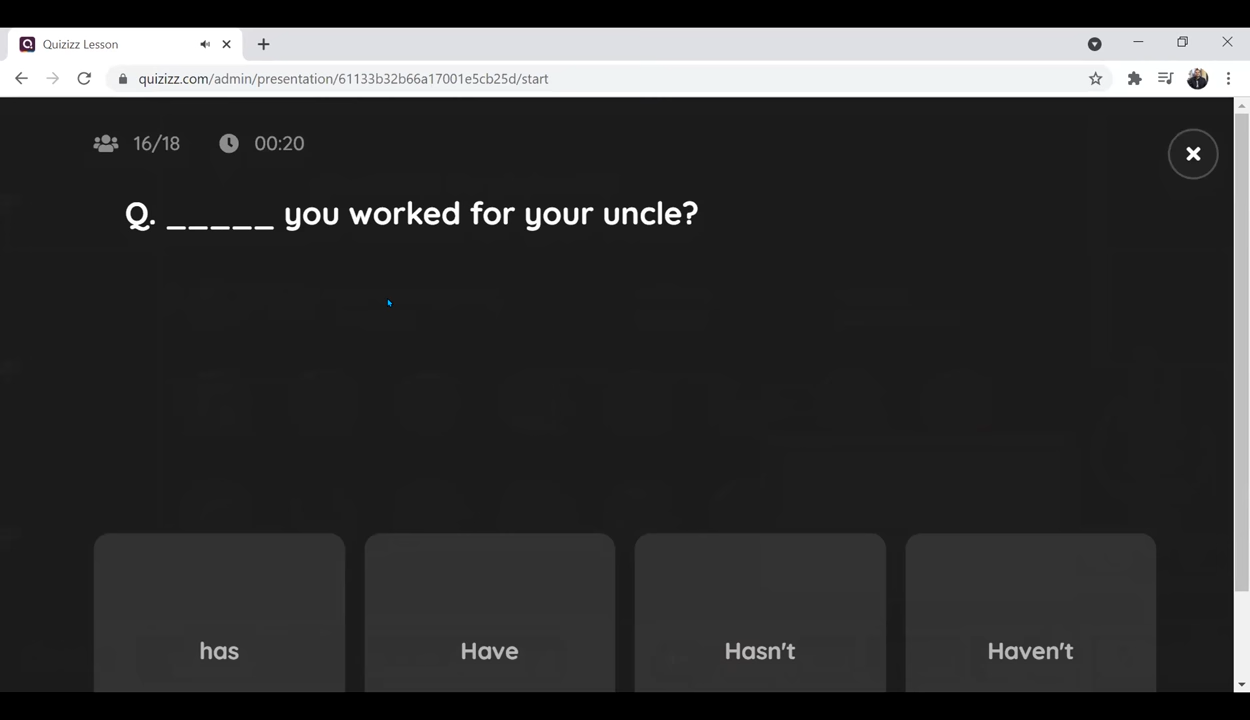 Quizizz Lesson
quizizz.com/admin/presentation/61133b32b66a17001e5cb25d/start
16/18 00:20
Q. _____ you worked for your uncle?
has Have Hasn't Haven't